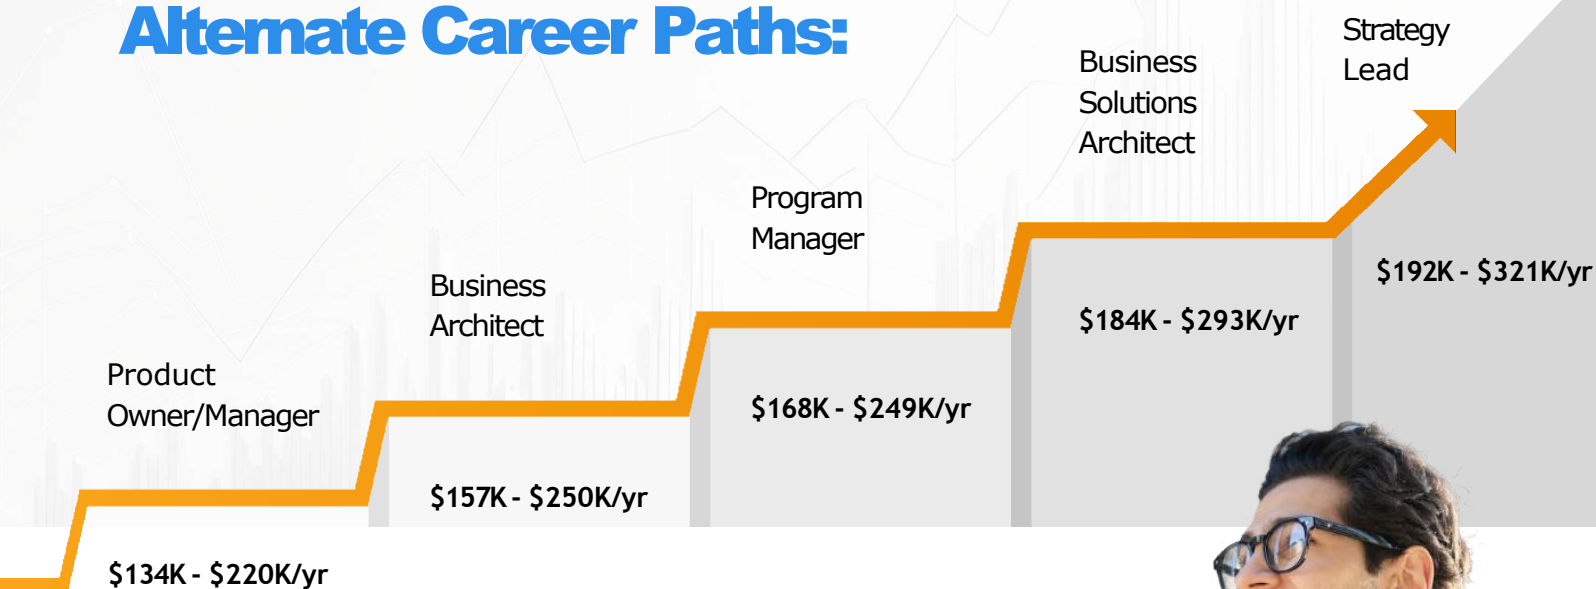 Alternate Career Paths:
Product
Owner/Manager
$134K - $220K/yr
Business
Architect
$157K - $250K/yr
Program
Manager
$168K - $249K/yr
Business
Solutions
Architect
$184K - $293K/yr
Strategy
Lead
$192K - $321K/yr